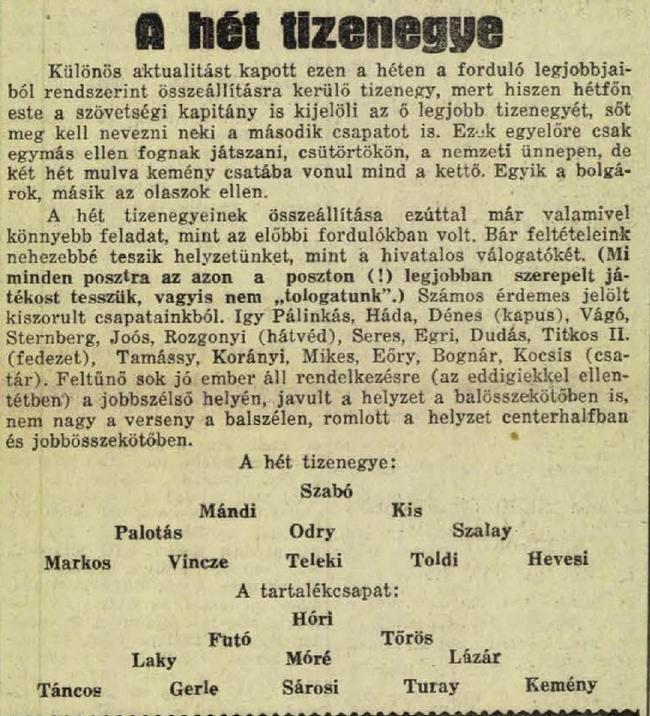 A hét tizenegye
Különös aktualitást kapott ezen a héten a forduló legjobbjai-
ból rendszerint összeállításra kerülő tizenegy, mert hiszen hétfőn
este a szövetségi kapitány is kijelöli az ő legjobb tizenegyét, sőt
meg kell nevezni neki a második csapatot is. Ezek egyelőre csak
egymás ellen fognak játszani, csütörtökön, a nemzeti ünnepen, de
két hét mulva kemény csatába vonul mind a kettő. Egyik a bolgá-
rok, másik az olaszok ellen.
A hét tizenegyeinek összeállítása ezúttal már valamivel
könnyebb feladat, mint az előbbi fordulókban volt. Bár feltételeink
nehezebbé teszik helyzetünket, mint a hivatalos válogatókét. (Mi
minden posztra az azon a poszton (!) legjobban szerepelt já-
tékost tesszük, vagyis nem „tologatunk”.) Számos érdemes jelölt
kiszorult csapatainkból. Igy Pálinkás, Háda, Dénes (kapus), Vágó,
Sternberg, Joós, Rozgonyi (hátvéd), Seres, Egri, Dudás, Titkos II.
(fedezet), Tamássy, Korányi, Mikes, Eőry, Bognár, Kocsis (csa-
tár). Feltűnő sok jó ember áll rendelkezésre (az eddigiekkel ellen-
tétben) a jobbszélső helyén, javult a helyzet a balösszekötőben is,
nem nagy a verseny a balszélen, romlott a helyzet centerhalfban
és jobbösszekötőben.
A hét tizenegye:
Szabó
Mándi Kis
Palotás Odry Szalay
Markos Vincze Teleki Toldi Hevesi
A tartalékcsapat:
Hóri
Futó Törös
Laky Móré Lázár
Táncos Gerle Sárosi Turay Kemény